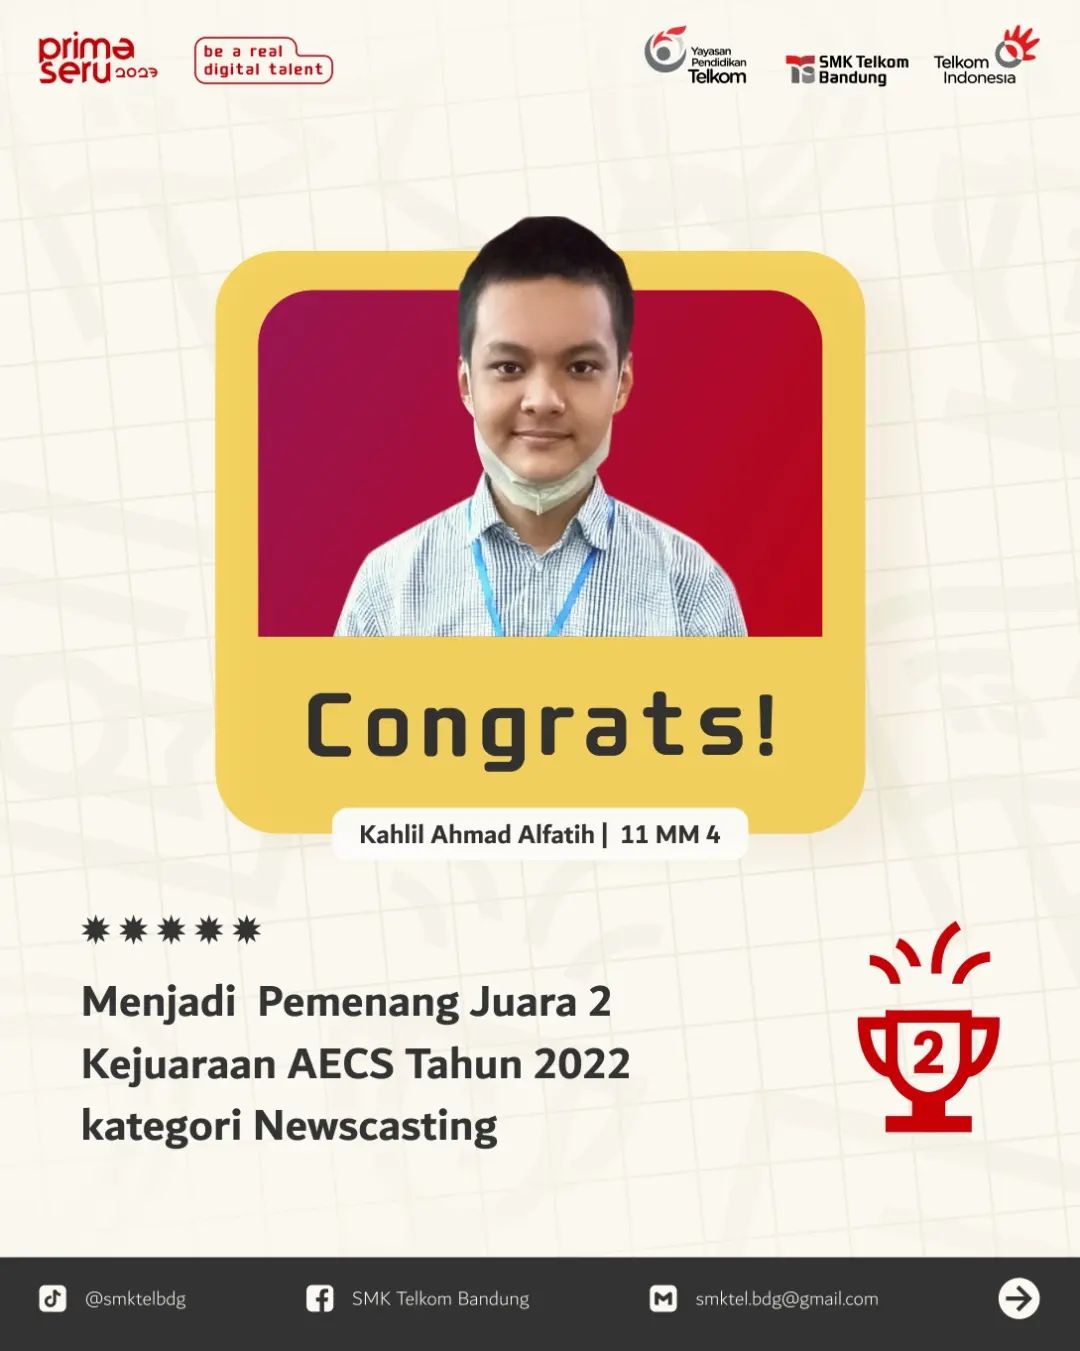 prima
seru 2023
be a real
digital talent
Yayasan
Pendidikan
Telkom
SMK Telkom
Bandung
Telkom
Indonesia
Congrats!
Kahlil Ahmad Alfatih | 11 MM 4
Menjadi Pemenang Juara 2
Kejuaraan AECS Tahun 2022
kategori Newscasting
2
@smktelbdg
SMK Telkom Bandung
smktel.bdg@gmail.com